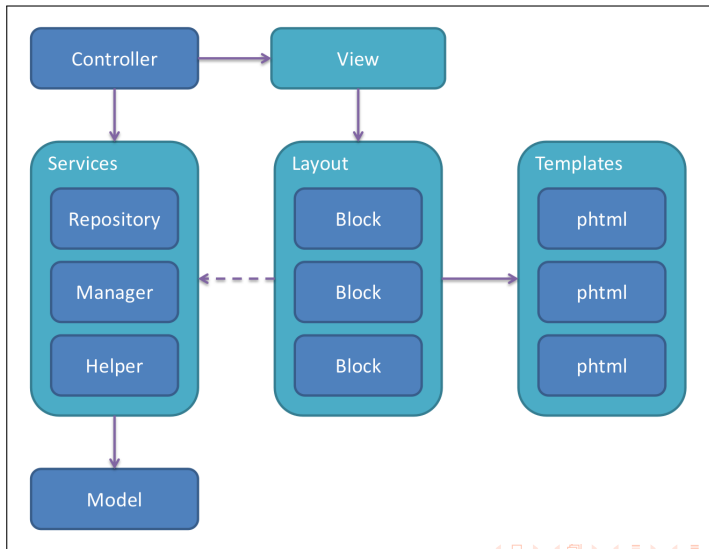 Controller
View
Services
Repository
Manager
Helper
Layout
Block
Block
Block
Templates
phtml
phtml
phtml
Model